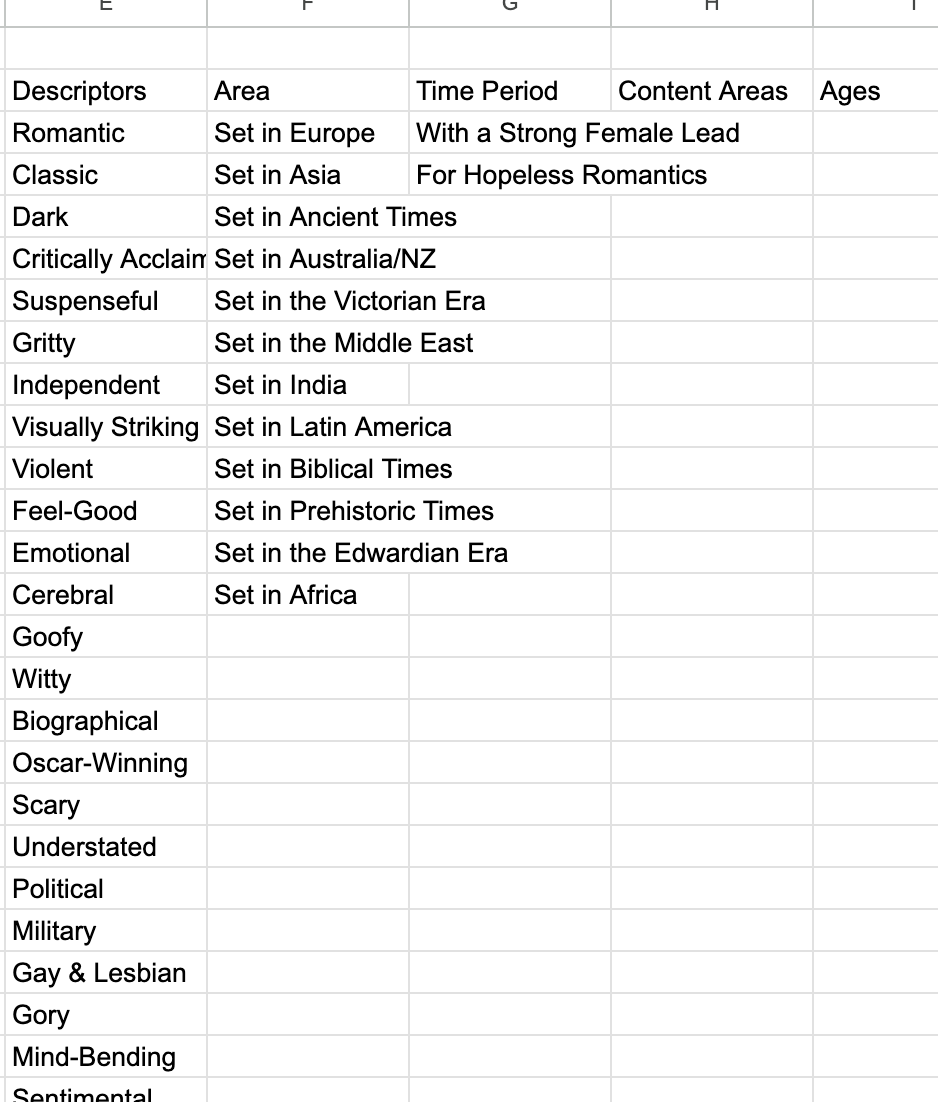 E F G H I
Descriptors Area Time Period Content Areas Ages
Romantic Set in Europe With a Strong Female Lead
Classic Set in Asia For Hopeless Romantics
Dark Set in Ancient Times
Critically Acclaim Set in Australia/NZ
Suspenseful Set in the Victorian Era
Gritty Set in the Middle East
Independent Set in India
Visually Striking Set in Latin America
Violent Set in Biblical Times
Feel-Good Set in Prehistoric Times
Emotional Set in the Edwardian Era
Cerebral Set in Africa
Goofy
Witty
Biographical
Oscar-Winning
Scary
Understated
Political
Military
Gay & Lesbian
Gory
Mind-Bending
Sentimental